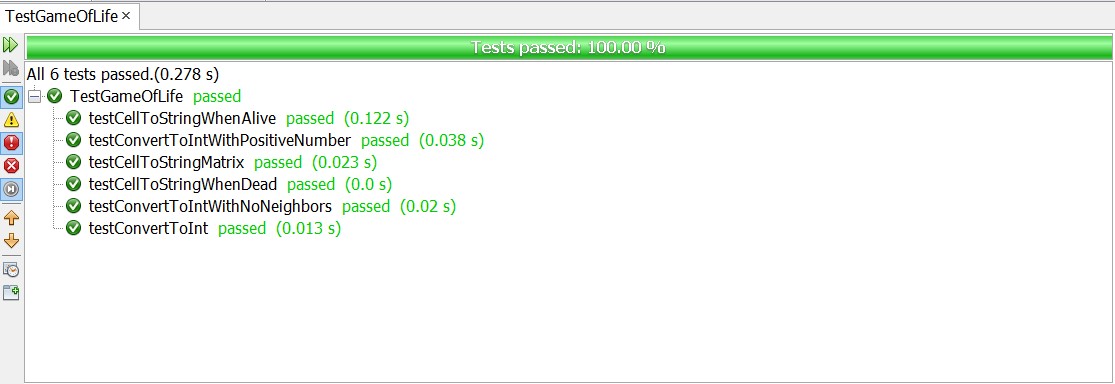 TestGameOfLife ×
Tests passed: 100.00 %
All 6 tests passed.(0.278 s)
TestGameOfLife passed
testCellToStringWhenAlive passed (0.122 s)
testConvertToIntWithPositiveNumber passed (0.038 s)
testCellToStringMatrix passed (0.023 s)
testCellToStringWhenDead passed (0.0 s)
testConvertToIntWithNoNeighbors passed (0.02 s)
testConvertToInt passed (0.013 s)